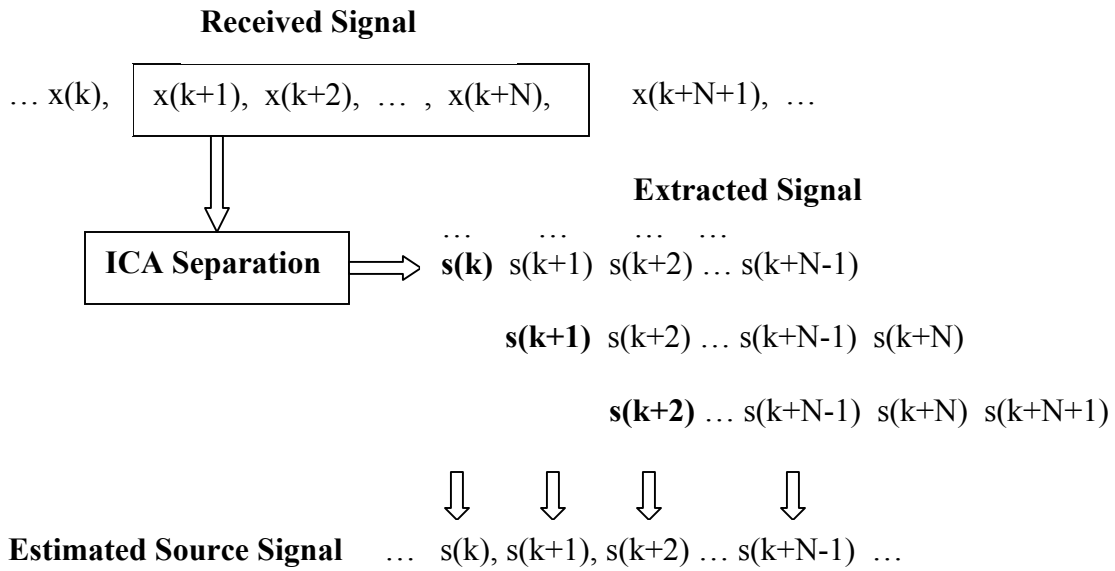 Received Signal
… x(k), x(k+1), x(k+2), … , x(k+N), x(k+N+1), …
Extracted Signal
… … … …
ICA Separation s(k) s(k+1) s(k+2) … s(k+N-1)
s(k+1) s(k+2) … s(k+N-1) s(k+N)
s(k+2) … s(k+N-1) s(k+N) s(k+N+1)
Estimated Source Signal … s(k), s(k+1), s(k+2) … s(k+N-1) …